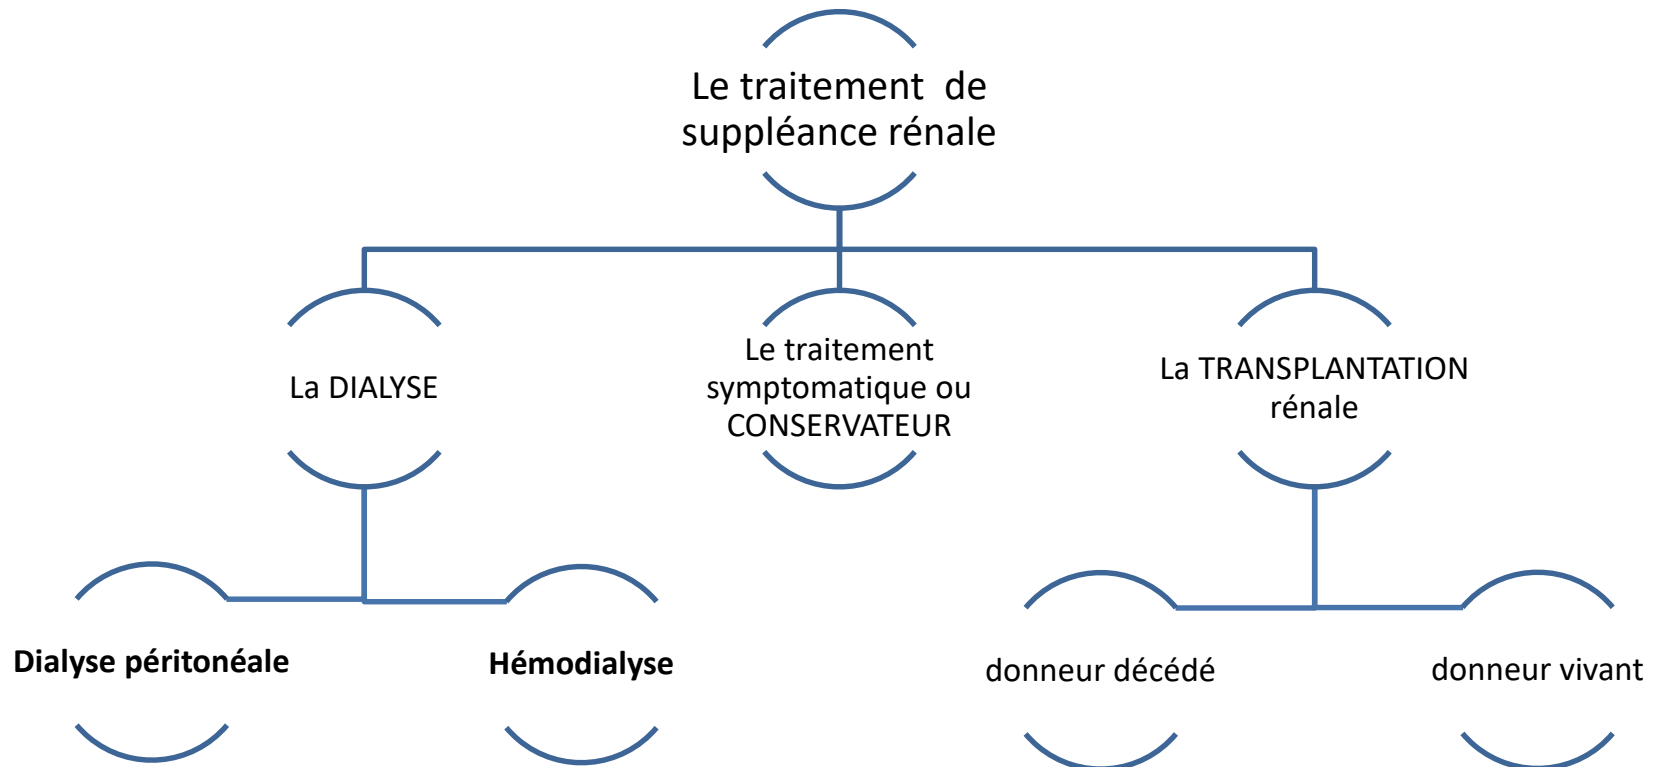 Le traitement  de
suppléance rénale
La DIALYSE
Le traitement
symptomatique ou
CONSERVATEUR
La TRANSPLANTATION
rénale
Dialyse péritonéale
Hémodialyse
donneur décédé
donneur vivant